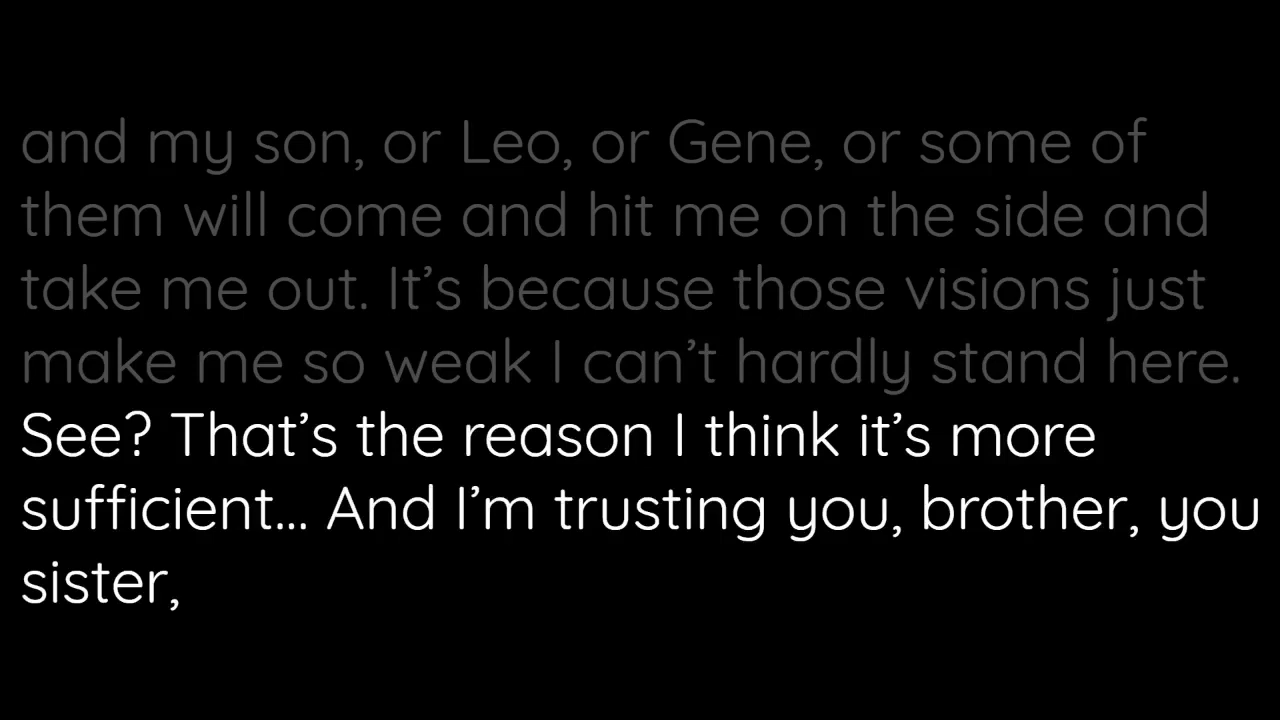 and my son, or Leo, or Gene, or some of
them will come and hit me on the side and
take me out. It’s because those visions just
make me so weak I can’t hardly stand here.
See? That’s the reason I think it’s more
sufficient... And I’m trusting you, brother, you
sister,